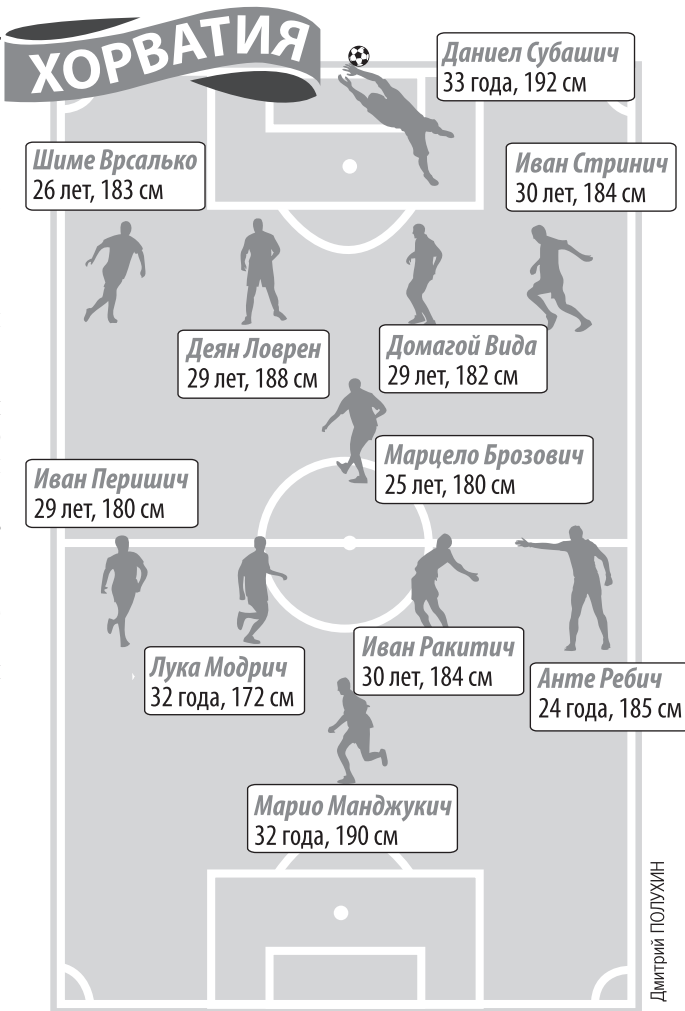 ХОРВАТИЯ
Даниел Субашич
33 года, 192 см
Шиме Врсалько
26 лет, 183 см
Иван Стринич
30 лет, 184 см
Деян Ловрен
29 лет, 188 см
Домагой Вида
29 лет, 182 см
Марцело Брозович
25 лет, 180 см
Иван Перишич
29 лет, 180 см
Лука Модрич
32 года, 172 см
Иван Ракитич
30 лет, 184 см
Анте Ребич
24 года, 185 см
Марио Манджукич
32 года, 190 см
Дмитрий ПОЛУХИН